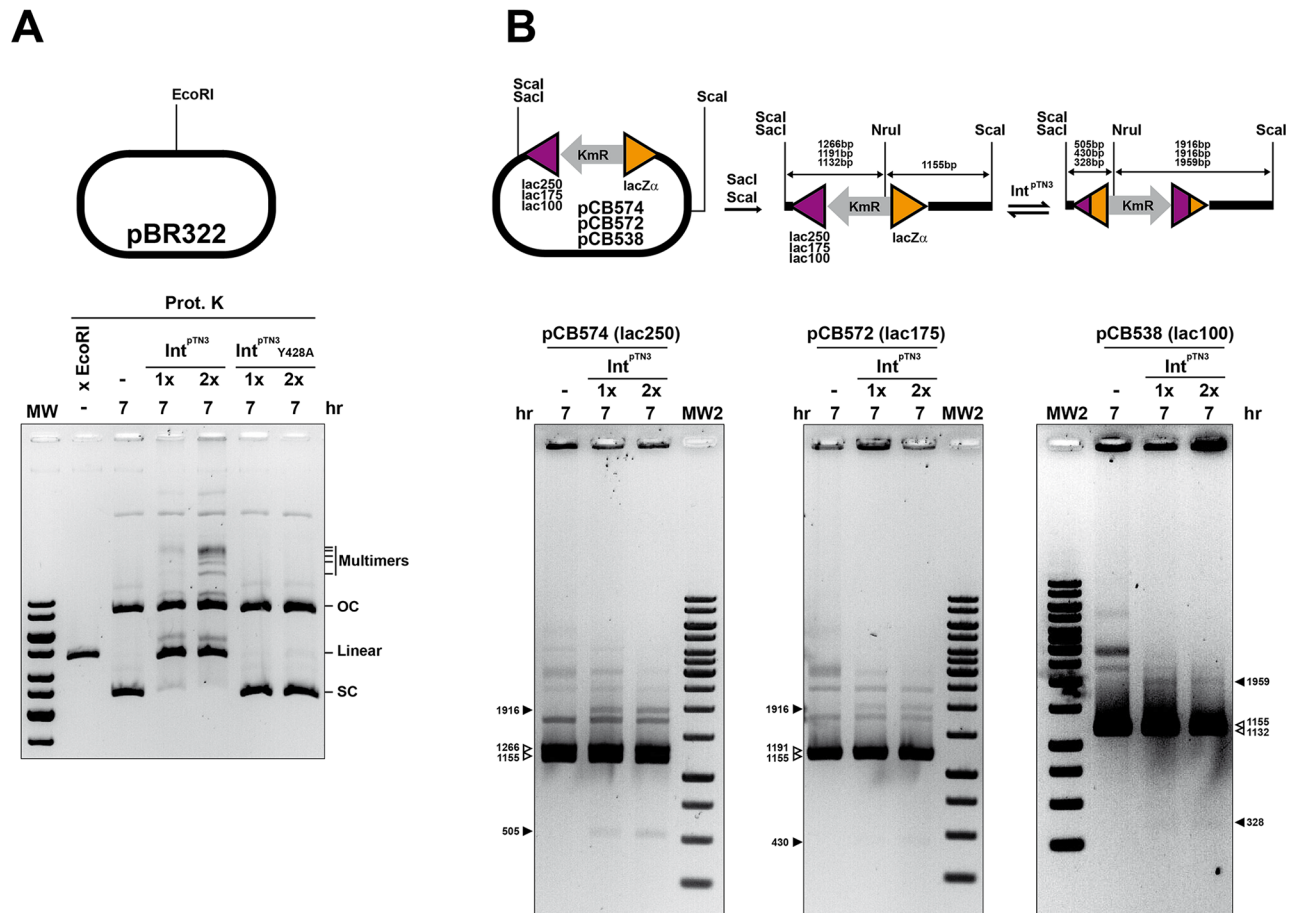 A
EcoRI
pBR322
Prot. K
x EcoRI
Int^pTN3
Int^pTN3 Y428A
- 1x 2x 1x 2x
MW - 7 7 7 7 7 hr
Multimers
OC
Linear
SC
B
ScaI
SacI
ScaI
KmR
lac250
lac175
lac100
lacZα
pCB574
pCB572
pCB538
SacI
ScaI
ScaI
SacI
NruI
ScaI
1266bp
1191bp
1132bp
1155bp
KmR
lac250
lac175
lac100
lacZα
Int^pTN3
ScaI
SacI
NruI
ScaI
505bp
430bp
328bp
1916bp
1916bp
1959bp
KmR
pCB574 (lac250)
Int^pTN3
- 1x 2x
hr 7 7 7 MW2
1916
1266
1155
505
pCB572 (lac175)
Int^pTN3
- 1x 2x
hr 7 7 7 MW2
1916
1191
1155
430
pCB538 (lac100)
Int^pTN3
- 1x 2x
MW2 7 7 7 hr
1959
1155
1132
328